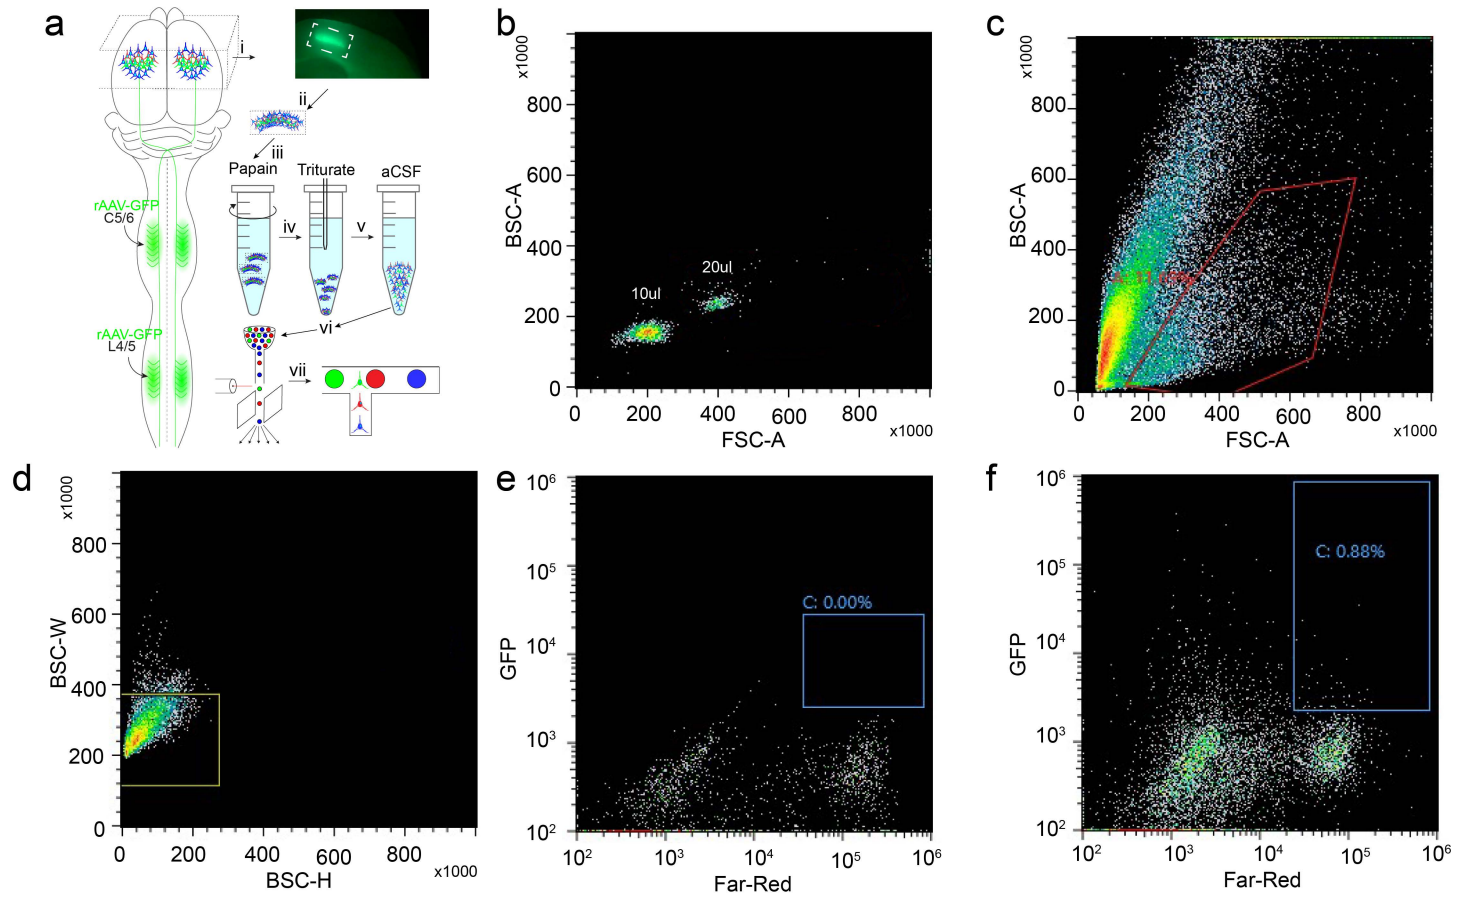 a
i
ii
iii
Papain
Triturate
aCSF
iv
v
rAAV-GFP
C5/6
vi
rAAV-GFP
L4/5
vii
b
x1000
BSC-A
800
600
400
200
0
20ul
10ul
0 200 400 600 800
x1000
FSC-A
c
x1000
BSC-A
800
600
400
200
0
0 200 400 600 800
x1000
FSC-A
d
x1000
BSC-W
800
600
400
200
0
0 200 400 600 800
x1000
BSC-H
e
GFP
10⁶
10⁵
10⁴
10³
10²
C: 0.00%
10² 10³ 10⁴ 10⁵ 10⁶
Far-Red
f
GFP
10⁶
10⁵
10⁴
10³
10²
C: 0.88%
10² 10³ 10⁴ 10⁵ 10⁶
Far-Red